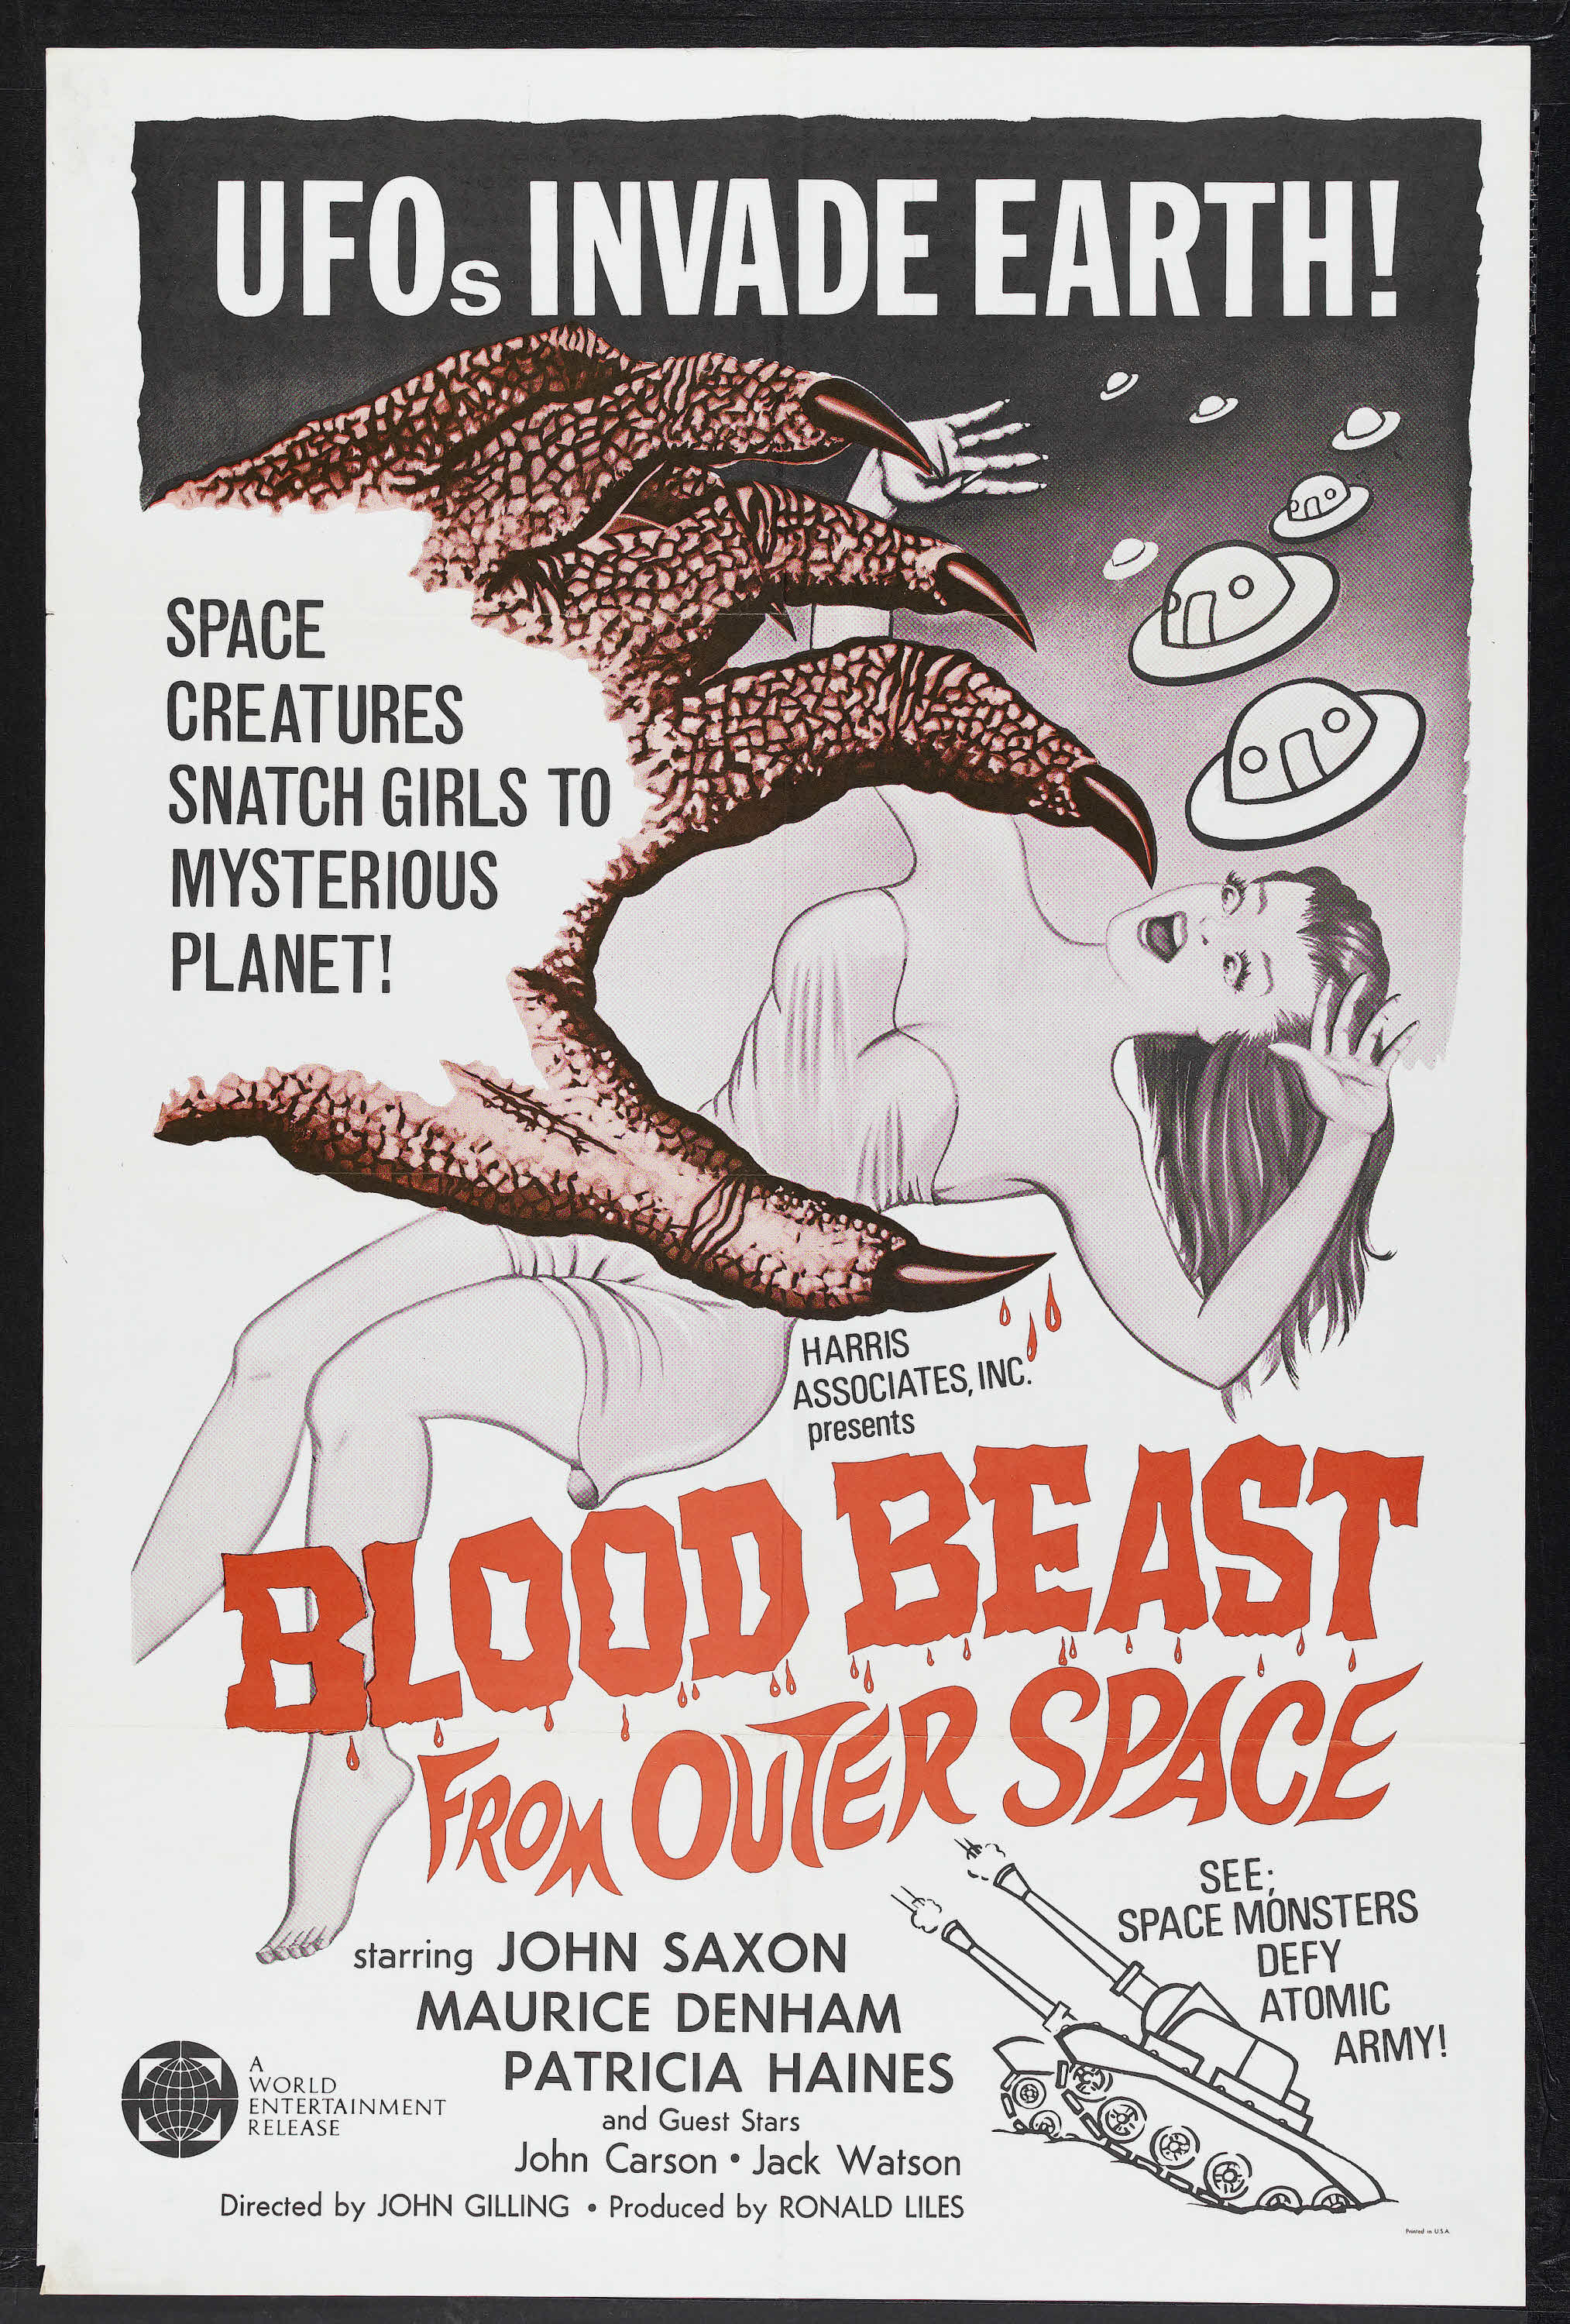 UFOs INVADE EARTH!
SPACE
CREATURES
SNATCH GIRLS TO
MYSTERIOUS
PLANET!
HARRIS
ASSOCIATES, INC.
presents
BLOOD BEAST
FROM OUTER SPACE
SEE;
SPACE MONSTERS
DEFY
ATOMIC
ARMY!
starring JOHN SAXON
MAURICE DENHAM
PATRICIA HAINES
and Guest Stars
John Carson • Jack Watson
Directed by JOHN GILLING • Produced by RONALD LILES
A
WORLD
ENTERTAINMENT
RELEASE
Printed in U.S.A.